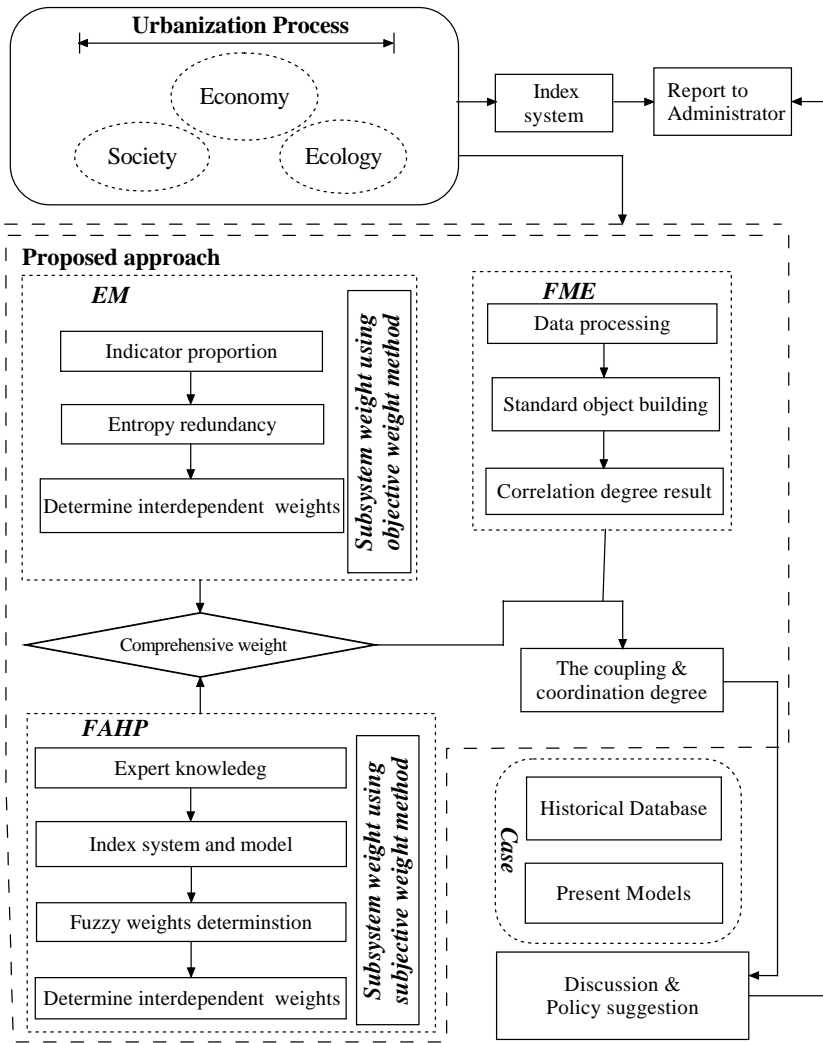 Urbanization Process
Economy
Society
Ecology
Index
system
Report to
Administrator
Proposed approach
EM
Indicator proportion
Entropy redundancy
Determine interdependent weights
Subsystem weight using
objective weight method
FME
Data processing
Standard object building
Correlation degree result
Comprehensive weight
The coupling &
coordination degree
FAHP
Expert knowledeg
Index system and model
Fuzzy weights determinstion
Determine interdependent weights
Subsystem weight using
subjective weight method
Case
Historical Database
Present Models
Discussion &
Policy suggestion